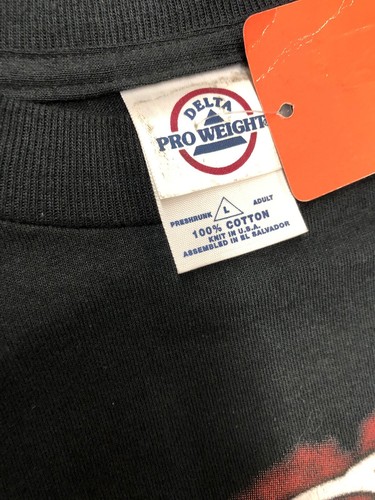 DELTA
PRO WEIGHT
PRESHRUNK L ADULT
100% COTTON
KNIT IN U.S.A.
ASSEMBLED IN EL SALVADOR